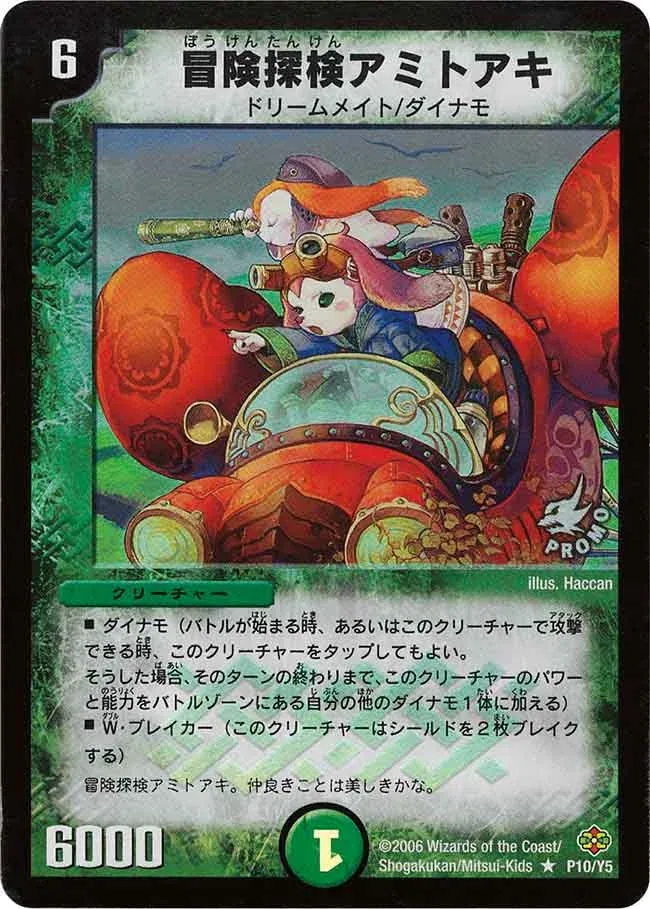 ぼうけんたんけん
6
冒険探検アミトアキ
ドリームメイト/ダイナモ
PROMO
illus. Haccan
クリーチャー
■ ダイナモ（バトルが始まる時、あるいはこのクリーチャーで攻撃
できる時、このクリーチャーをタップしてもよい。
そうした場合、そのターンの終わりまで、このクリーチャーのパワー
と能力をバトルゾーンにある自分の他のダイナモ1体に加える）
■ W・ブレイカー（このクリーチャーはシールドを2枚ブレイク
する）
冒険探検アミトアキ。仲良きことは美しきかな。
6000
1
©2006 Wizards of the Coast/
Shogakukan/Mitsui-Kids ★ P10/Y5